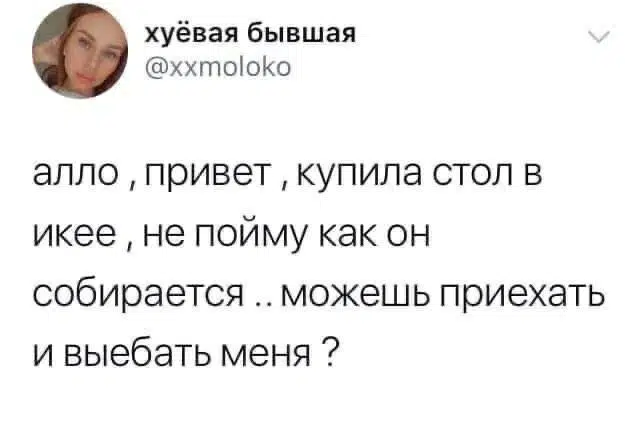 хуёвая бывшая
@xxmoloko
алло , привет , купила стол в
икее , не пойму как он
собирается .. можешь приехать
и выебать меня ?